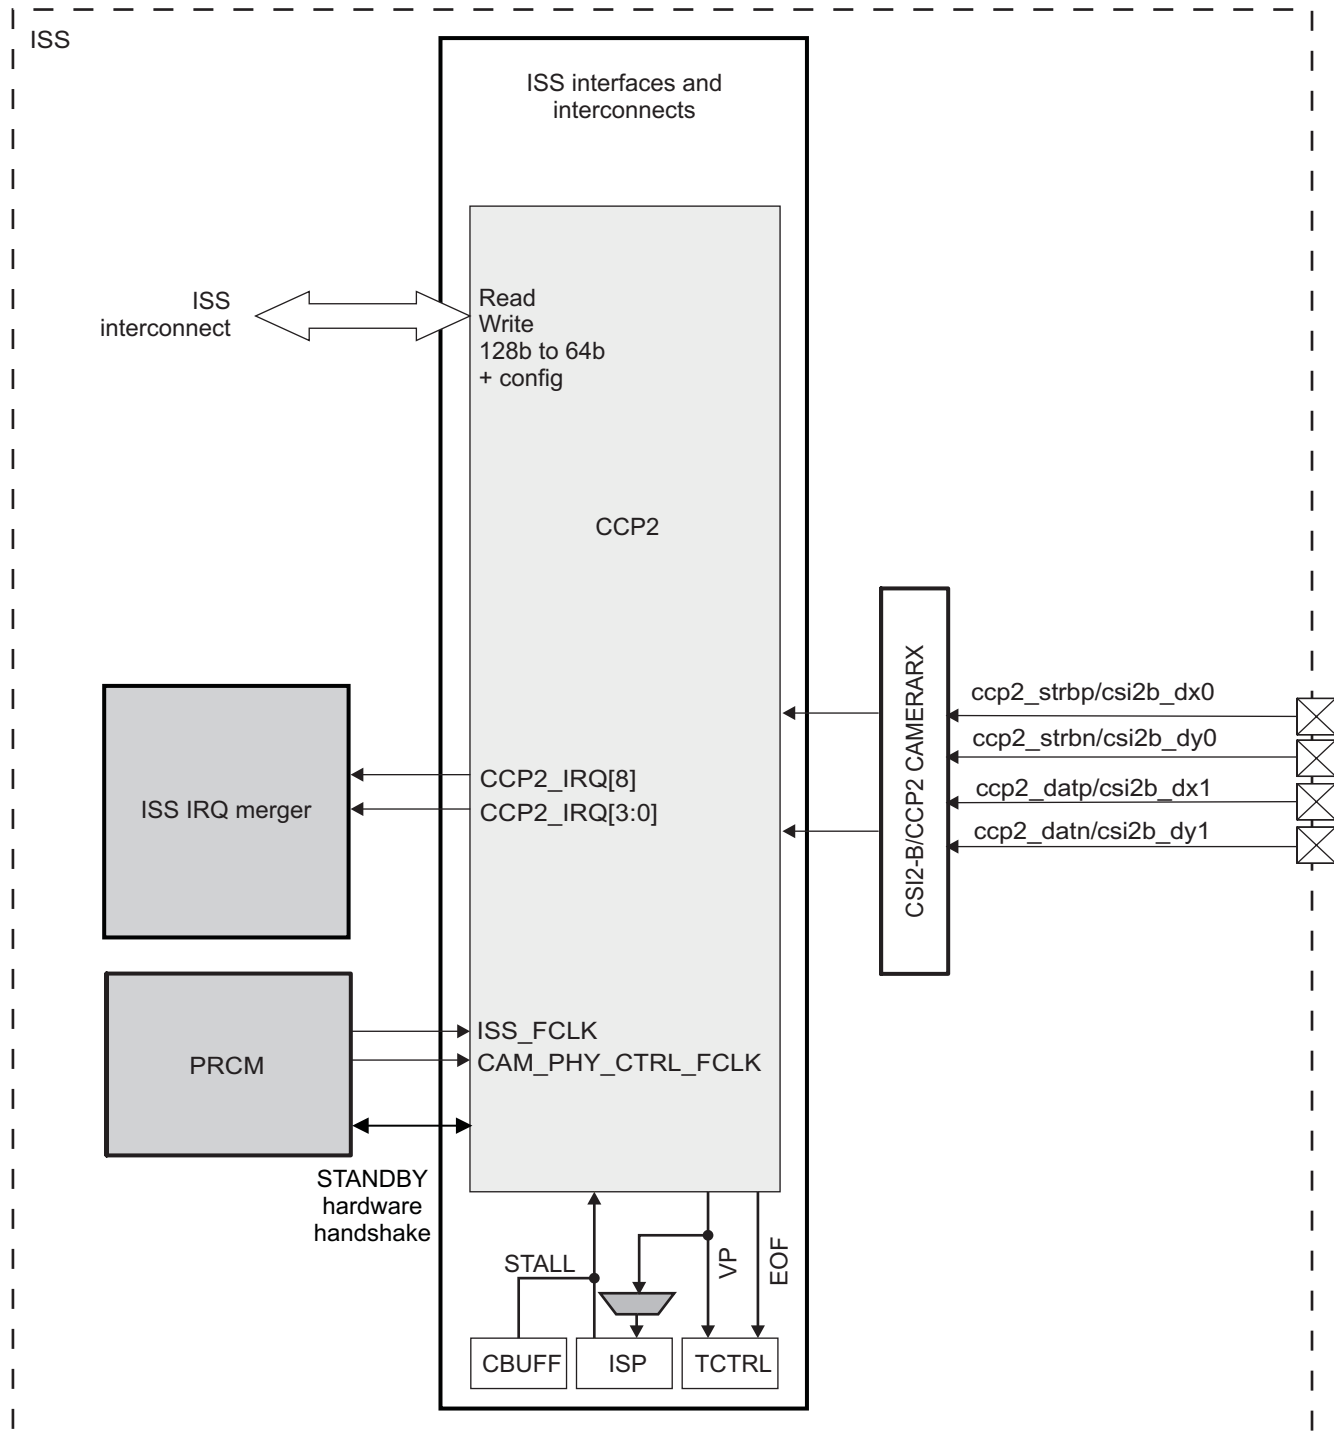 ISS
ISS interfaces and
interconnects
ISS
interconnect
Read
Write
128b to 64b
+ config
CCP2
CSI2-B/CCP2 CAMERARX
ccp2_strbp/csi2b_dx0
ccp2_strbn/csi2b_dy0
ccp2_datp/csi2b_dx1
ccp2_datn/csi2b_dy1
ISS IRQ merger
CCP2_IRQ[8]
CCP2_IRQ[3:0]
PRCM
ISS_FCLK
CAM_PHY_CTRL_FCLK
STANDBY
hardware
handshake
STALL
VP
EOF
CBUFF
ISP
TCTRL